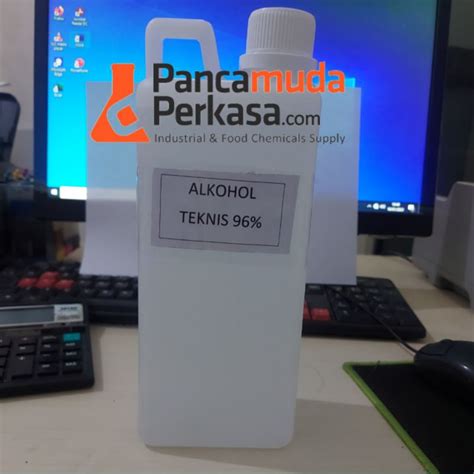 Pancamuda
Perkasa.com
Industrial & Food Chemicals Supply
ALKOHOL
TEKNIS 96%